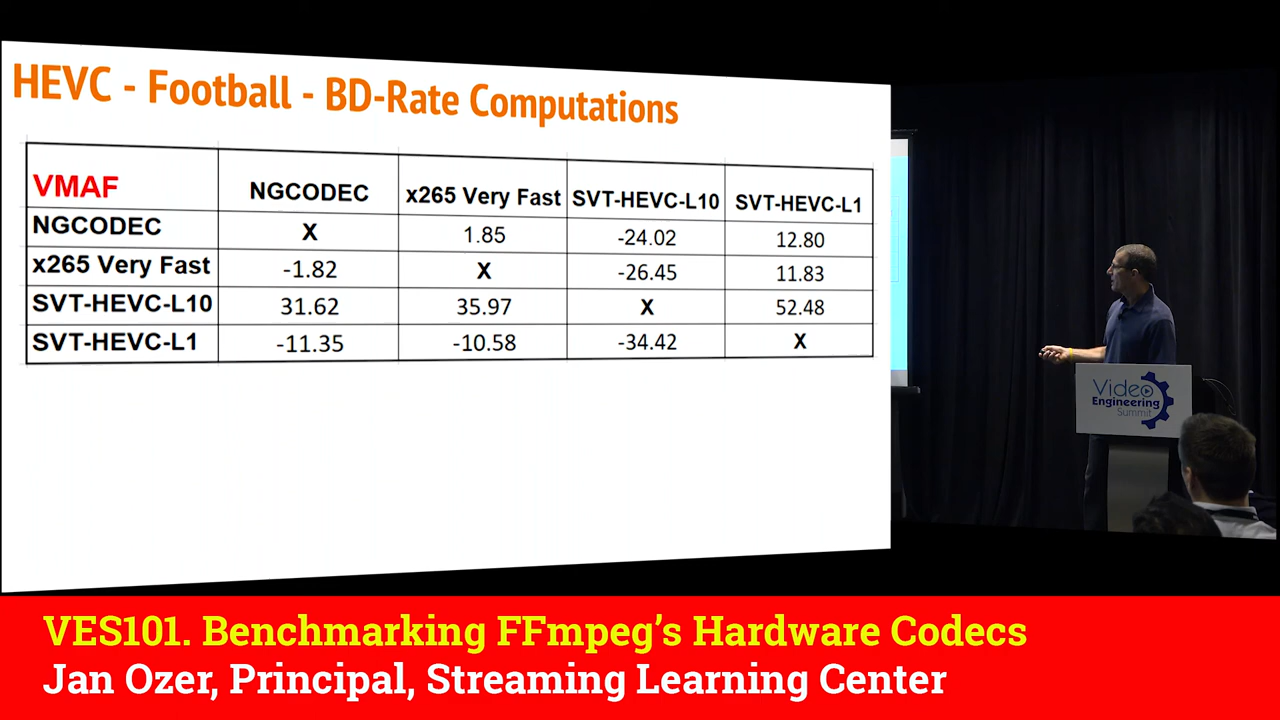 HEVC - Football - BD-Rate Computations
VMAF NGCODEC x265 Very Fast SVT-HEVC-L10 SVT-HEVC-L1
NGCODEC X 1.85 -24.02 12.80
x265 Very Fast -1.82 X -26.45 11.83
SVT-HEVC-L10 31.62 35.97 X 52.48
SVT-HEVC-L1 -11.35 -10.58 -34.42 X
Video
Engineering
Summit
VES101. Benchmarking FFmpeg’s Hardware Codecs
Jan Ozer, Principal, Streaming Learning Center